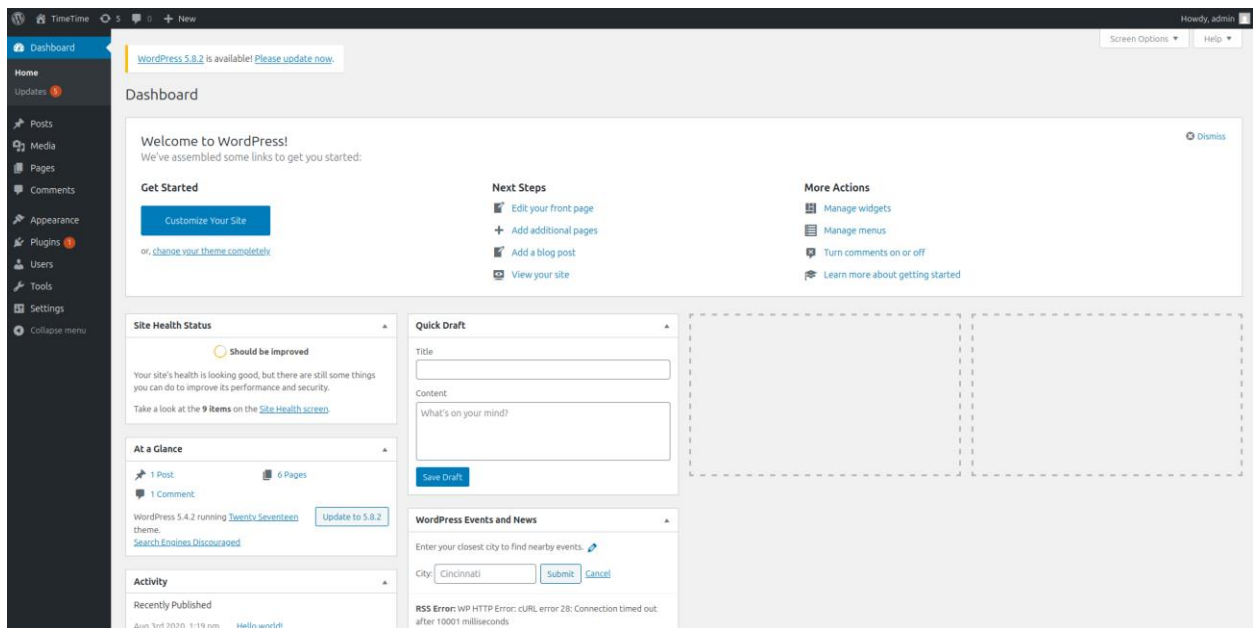 TimeTime 5 0 + New
Howdy, admin
Screen Options ▼ Help ▼
Dashboard
Home
Updates 5
Posts
Media
Pages
Comments
Appearance
Plugins 1
Users
Tools
Settings
Collapse menu
WordPress 5.8.2 is available! Please update now.
Dashboard
Welcome to WordPress!
We've assembled some links to get you started:
Dismiss
Get Started
Customize Your Site
or, change your theme completely
Next Steps
Edit your front page
Add additional pages
Add a blog post
View your site
More Actions
Manage widgets
Manage menus
Turn comments on or off
Learn more about getting started
Site Health Status
Should be improved
Your site's health is looking good, but there are still some things
you can do to improve its performance and security.
Take a look at the 9 items on the Site Health screen.
At a Glance
1 Post
6 Pages
1 Comment
WordPress 5.4.2 running Twenty Seventeen
theme.
Update to 5.8.2
Search Engines Discouraged
Activity
Recently Published
Aug 3rd 2020, 1:19 pm Hello world!
Quick Draft
Title
Content
What's on your mind?
Save Draft
WordPress Events and News
Enter your closest city to find nearby events.
City: Cincinnati Submit Cancel
RSS Error: WP HTTP Error: cURL error 28: Connection timed out
after 10001 milliseconds